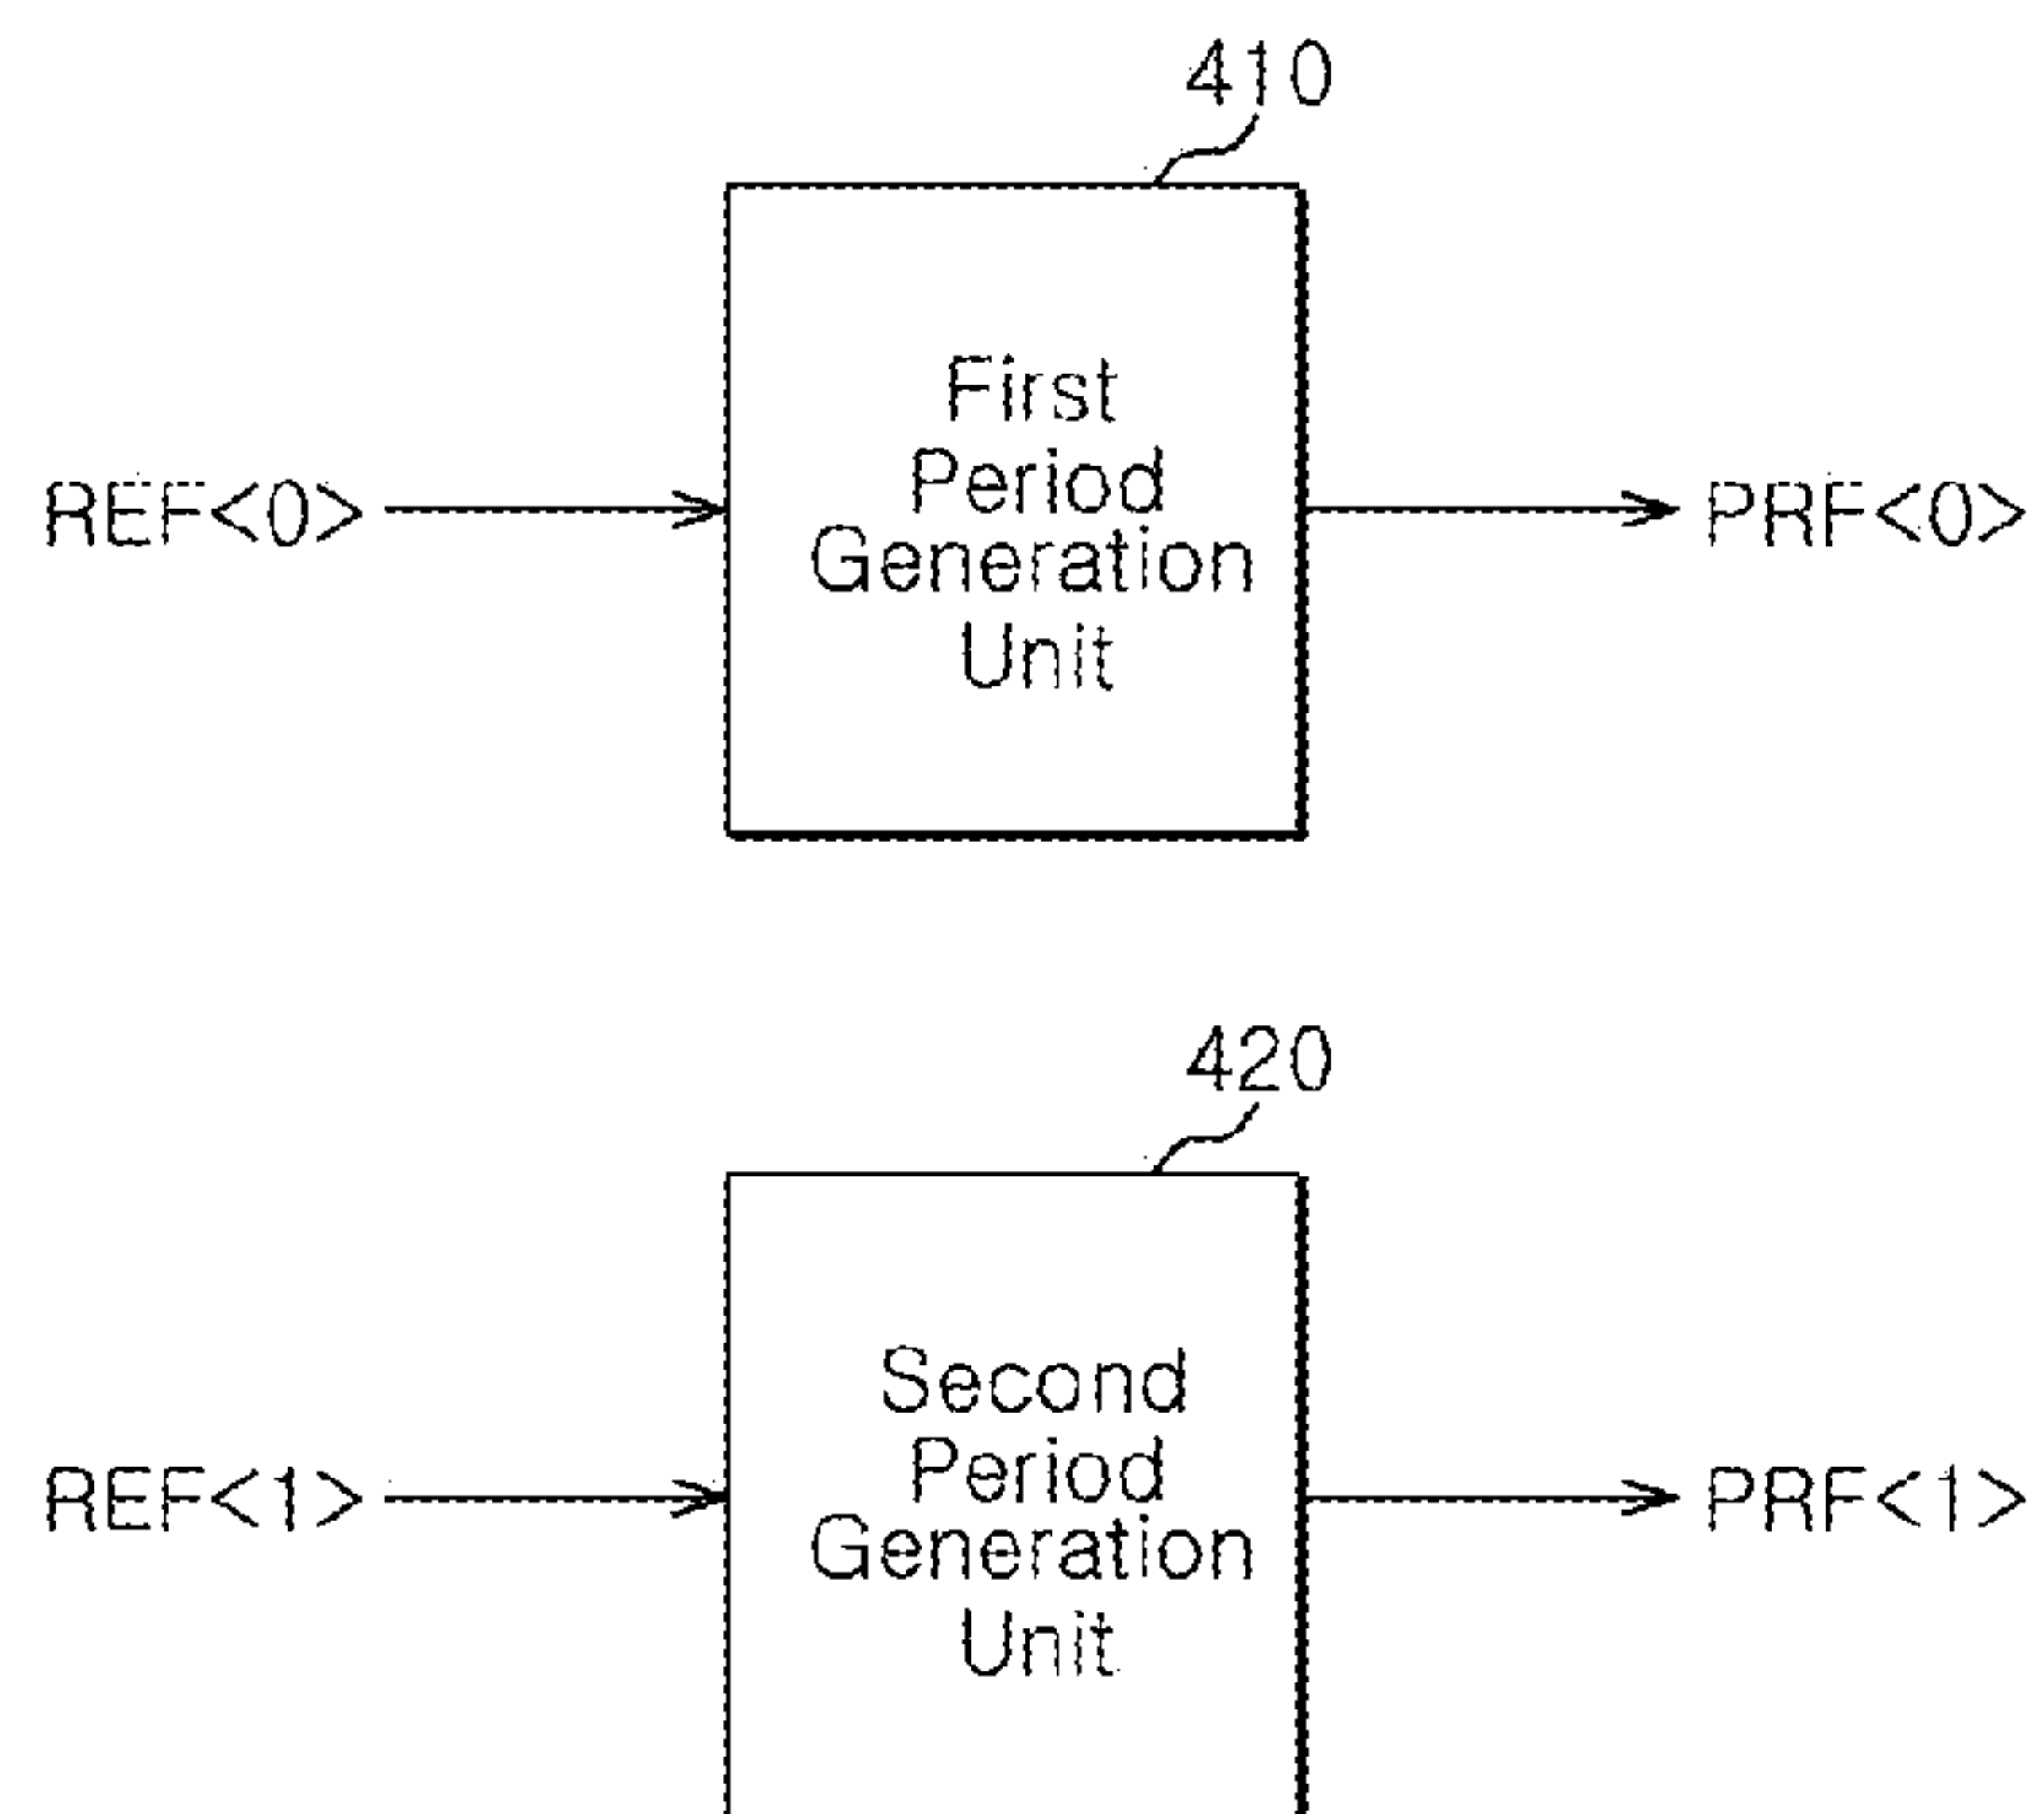 410
First
Period
Generation
Unit
REF<0>
PRF<0>
420
Second
Period
Generation
Unit
REF<1>
PRF<1>